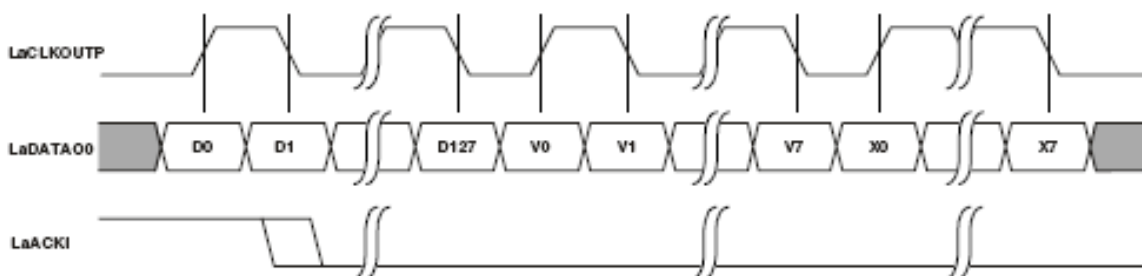 LaCLKOUTP
LaDATAO0 D0 D1 D127 V0 V1 V7 X0 X7
LaACKI